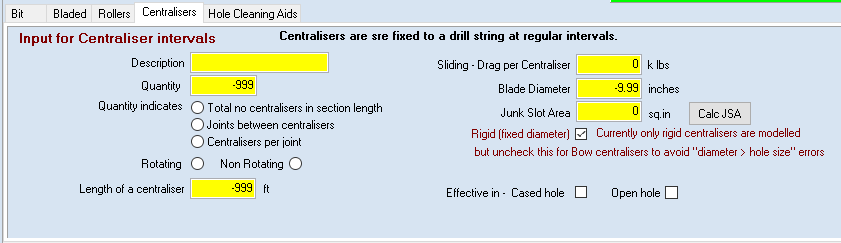 Bit Bladed Rollers Centralisers Hole Cleaning Aids
Input for Centraliser intervals
Centralisers are sre fixed to a drill string at regular intervals.
Description
Quantity -999
Quantity indicates Total no centralisers in section length
Joints between centralisers
Centralisers per joint
Rotating Non Rotating
Length of a centraliser -999 ft
Sliding - Drag per Centraliser 0 k lbs
Blade Diameter -9.99 inches
Junk Slot Area 0 sq.in Calc JSA
Rigid (fixed diameter) Currently only rigid centralisers are modelled
but uncheck this for Bow centralisers to avoid "diameter > hole size" errors
Effective in - Cased hole Open hole